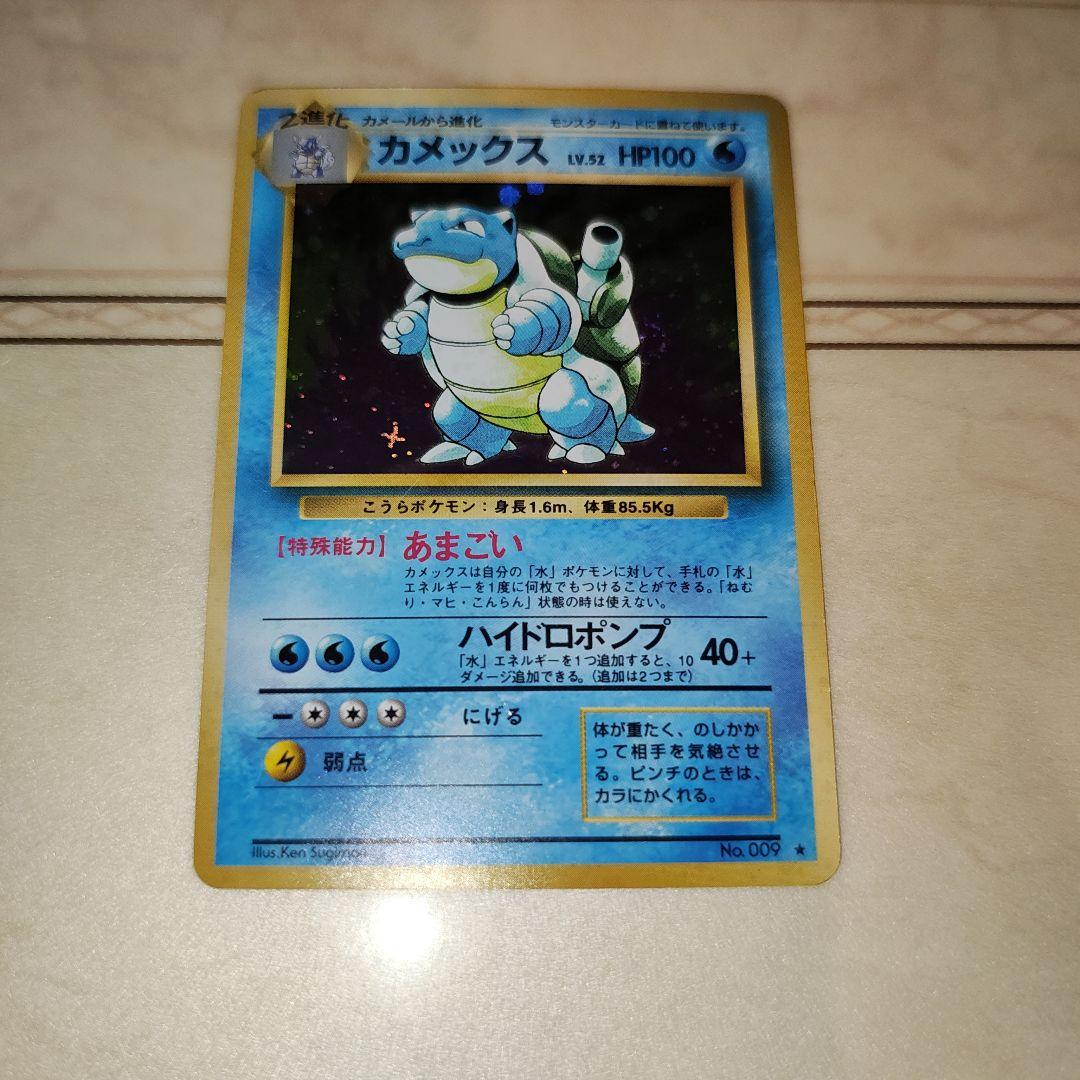 2進化 カメールから進化 モンスターカードに重ねて使います。
カメックス LV.52 HP100
こうらポケモン：身長1.6m、体重85.5Kg
【特殊能力】 あまごい
カメックスは自分の「水」ポケモンに対して、手札の「水」
エネルギーを1度に何枚でもつけることができる。「ねむ
り・マヒ・こんらん」状態の時は使えない。
ハイドロポンプ 40+
「水」エネルギーを1つ追加すると、10
ダメージ追加できる。（追加は2つまで）
にげる
弱点
体が重たく、のしかか
って相手を気絶させ
る。ピンチのときは、
カラにかくれる。
Illus.Ken Sugimori No. 009